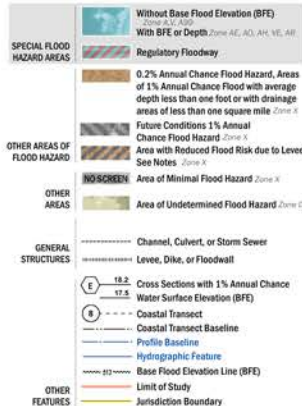 Without Base Flood Elevation (BFE)
Zone A,V, A99
With BFE or Depth Zone AE, AO, AH, VE, AR
SPECIAL FLOOD
HAZARD AREAS
Regulatory Floodway
0.2% Annual Chance Flood Hazard, Areas
of 1% Annual Chance Flood with average
depth less than one foot or with drainage
areas of less than one square mile Zone X
Future Conditions 1% Annual
Chance Flood Hazard Zone X
OTHER AREAS OF
FLOOD HAZARD
Area with Reduced Flood Risk due to Levee
See Notes Zone X
NO SCREEN Area of Minimal Flood Hazard Zone X
OTHER
AREAS
Area of Undetermined Flood Hazard Zone D
GENERAL
STRUCTURES
Channel, Culvert, or Storm Sewer
Levee, Dike, or Floodwall
E 18.2 Cross Sections with 1% Annual Chance
17.5 Water Surface Elevation (BFE)
8 Coastal Transect
Coastal Transect Baseline
Profile Baseline
Hydrographic Feature
513 Base Flood Elevation Line (BFE)
OTHER
FEATURES
Limit of Study
Jurisdiction Boundary